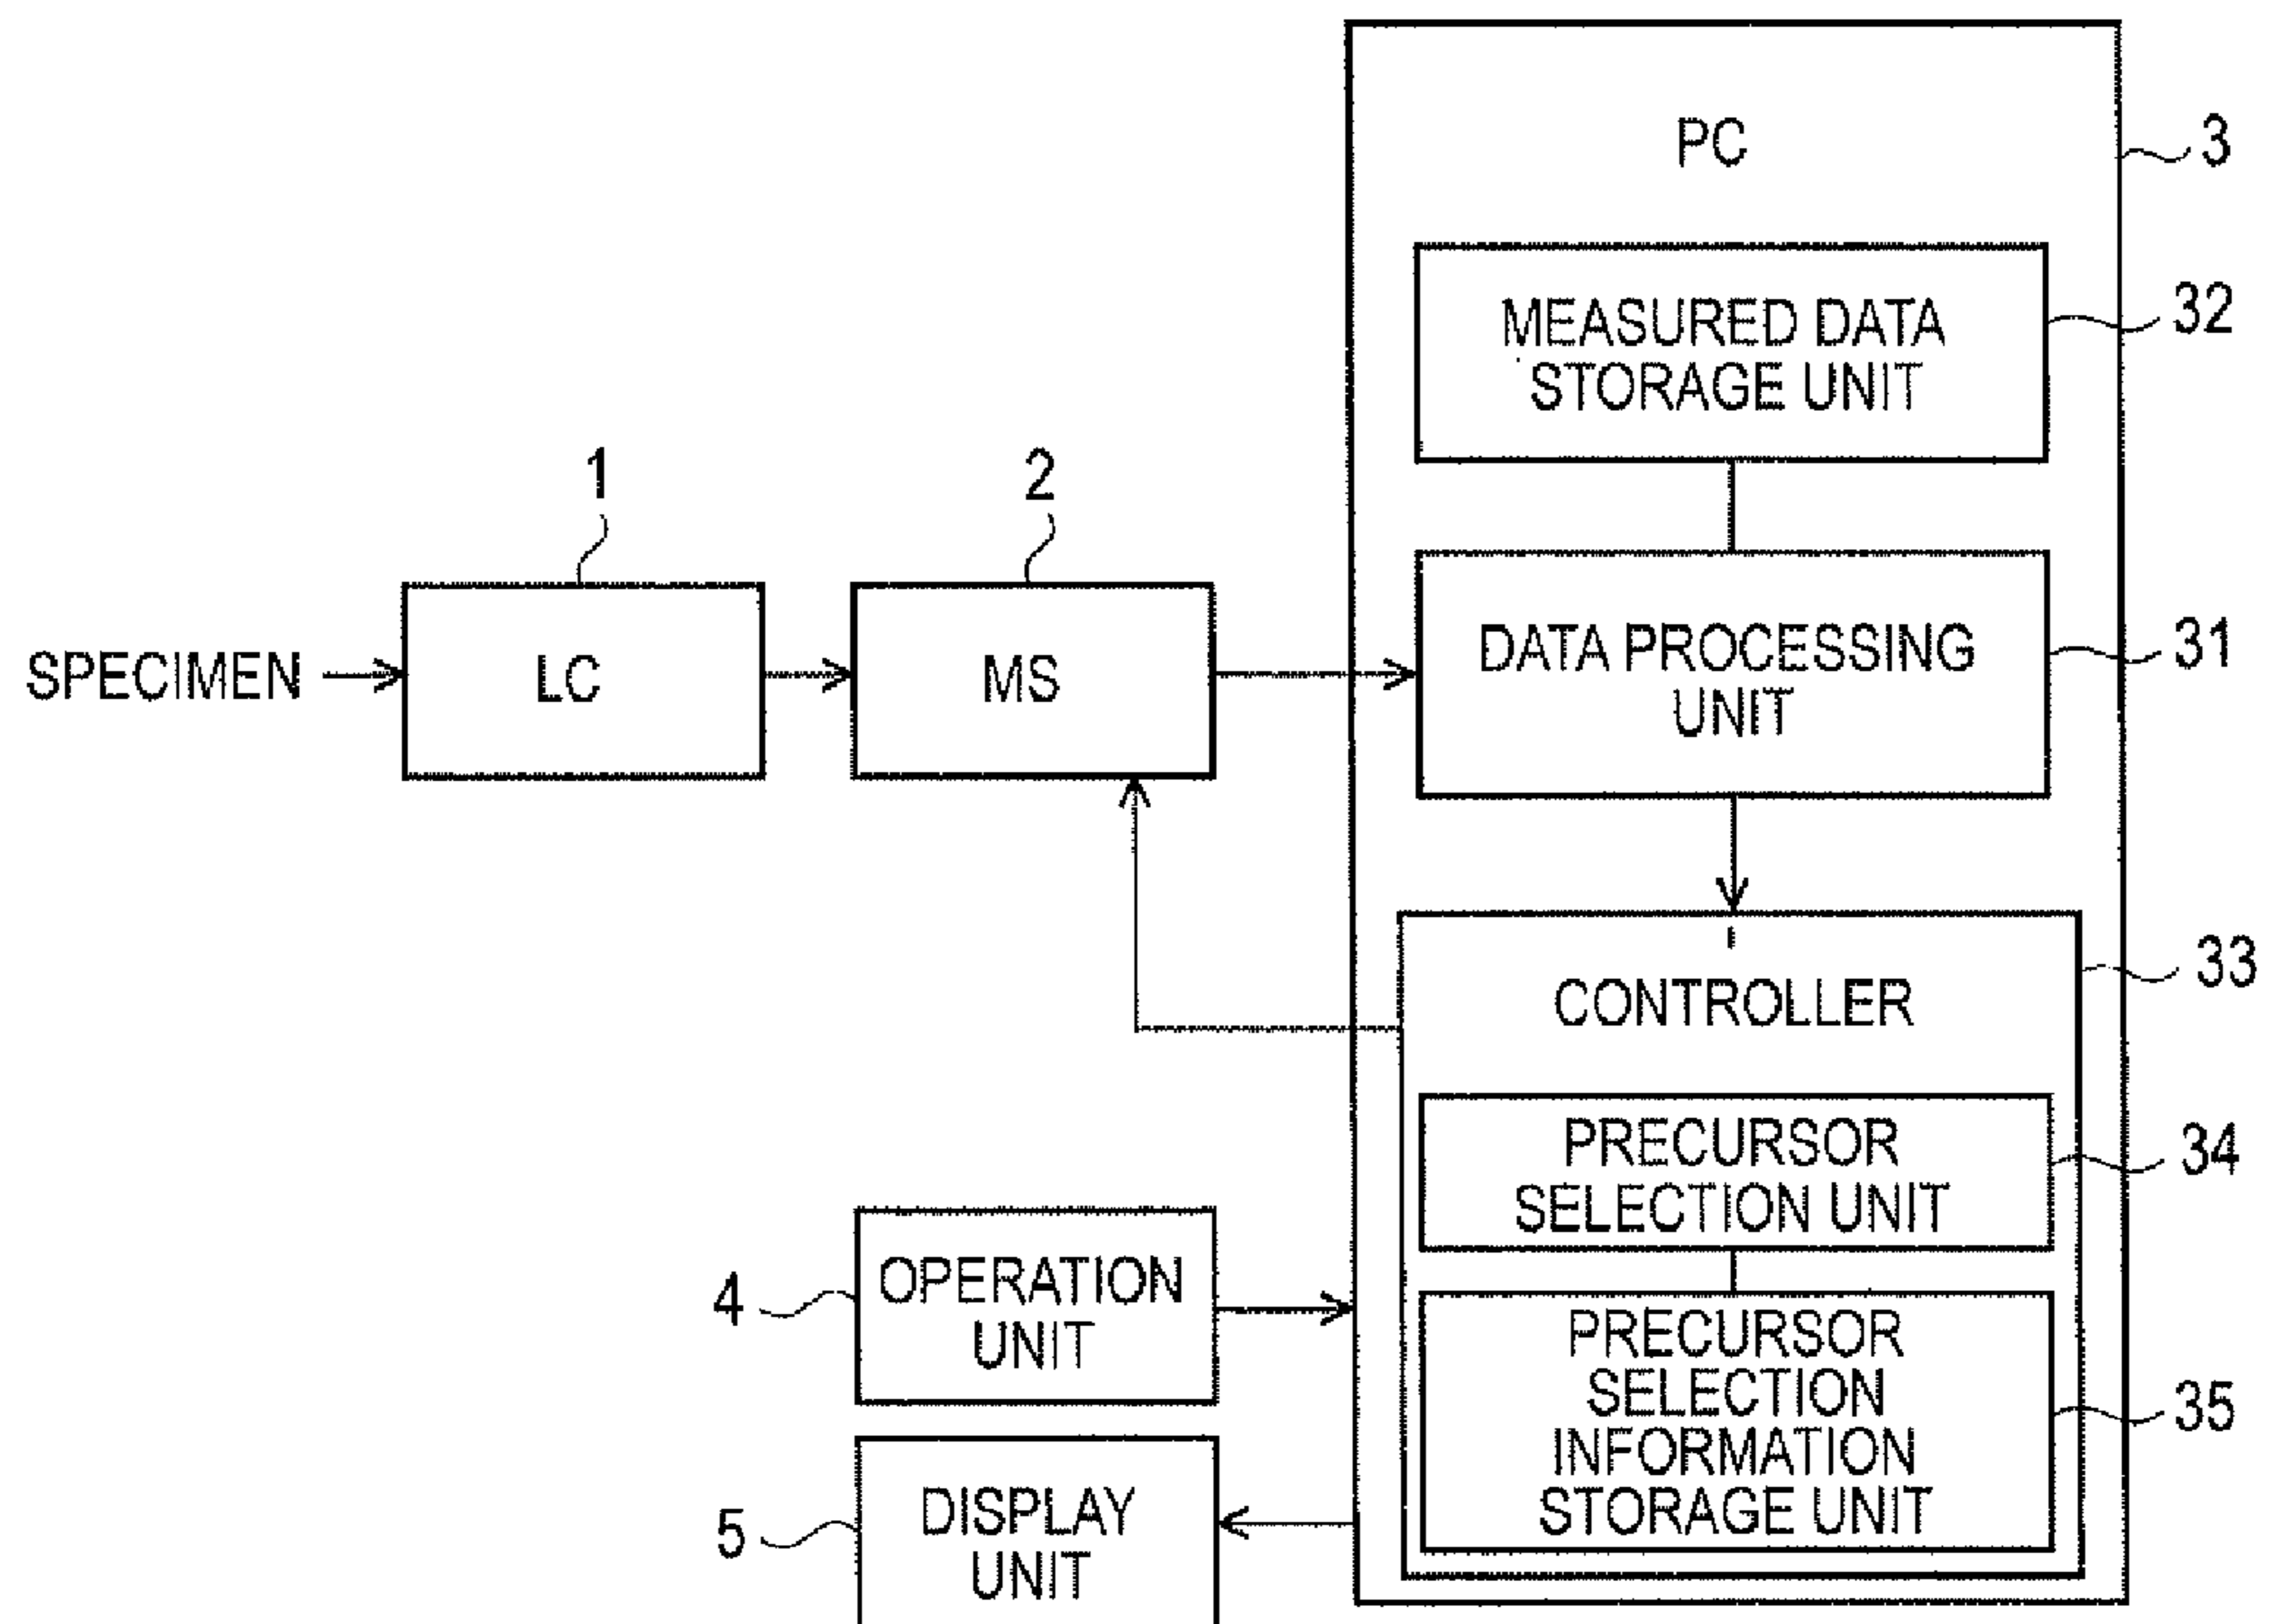 PC
3
MEASURED DATA
STORAGE UNIT
32
1
2
SPECIMEN
LC
MS
DATA PROCESSING
UNIT
31
CONTROLLER
33
PRECURSOR
SELECTION UNIT
34
4
OPERATION
UNIT
PRECURSOR
SELECTION
INFORMATION
STORAGE UNIT
35
5
DISPLAY
UNIT